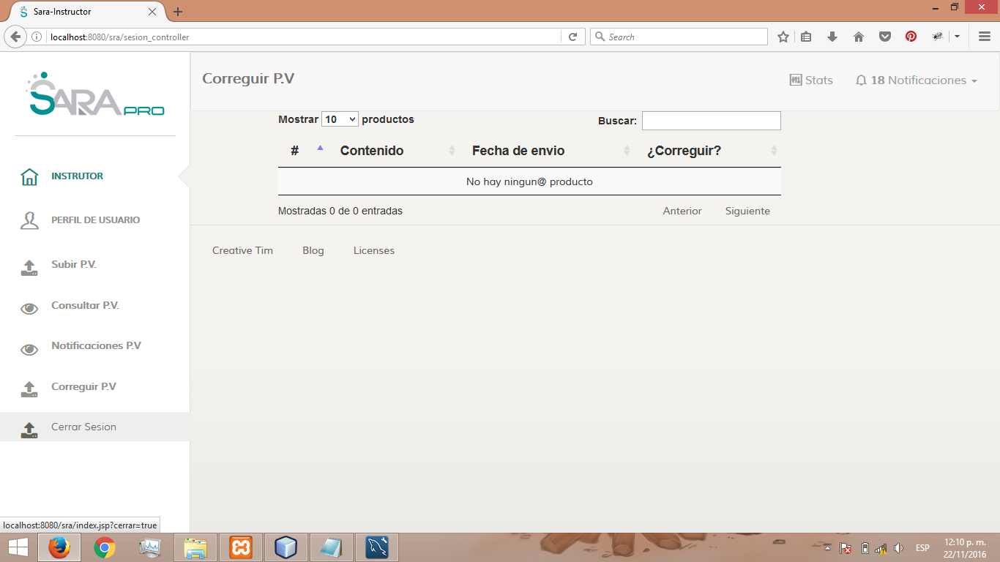 Sara-Instructor
localhost:8080/sra/sesion_controller
Search
SARA PRO
INSTRUTOR
PERFIL DE USUARIO
Subir P.V.
Consultar P.V.
Notificaciones P.V
Correguir P.V
Cerrar Sesion
Correguir P.V
Stats
18 Notificaciones
Mostrar 10 productos
Buscar:
# Contenido Fecha de envio ¿Correguir?
No hay ningun@ producto
Mostradas 0 de 0 entradas
Anterior Siguiente
Creative Tim Blog Licenses
localhost:8080/sra/index.jsp?cerrar=true
ESP
12:10 p. m.
22/11/2016